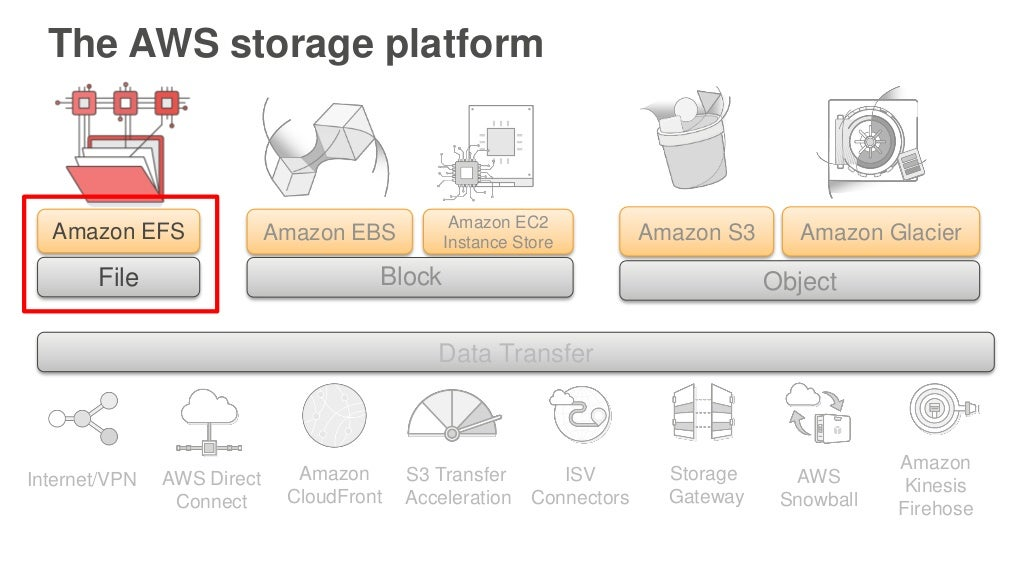 The AWS storage platform
Amazon EFS
Amazon EBS
Amazon EC2
Instance Store
Amazon S3
Amazon Glacier
File
Block
Object
Data Transfer
Internet/VPN
AWS Direct
Connect
Amazon
CloudFront
S3 Transfer
Acceleration
ISV
Connectors
Storage
Gateway
AWS
Snowball
Amazon
Kinesis
Firehose